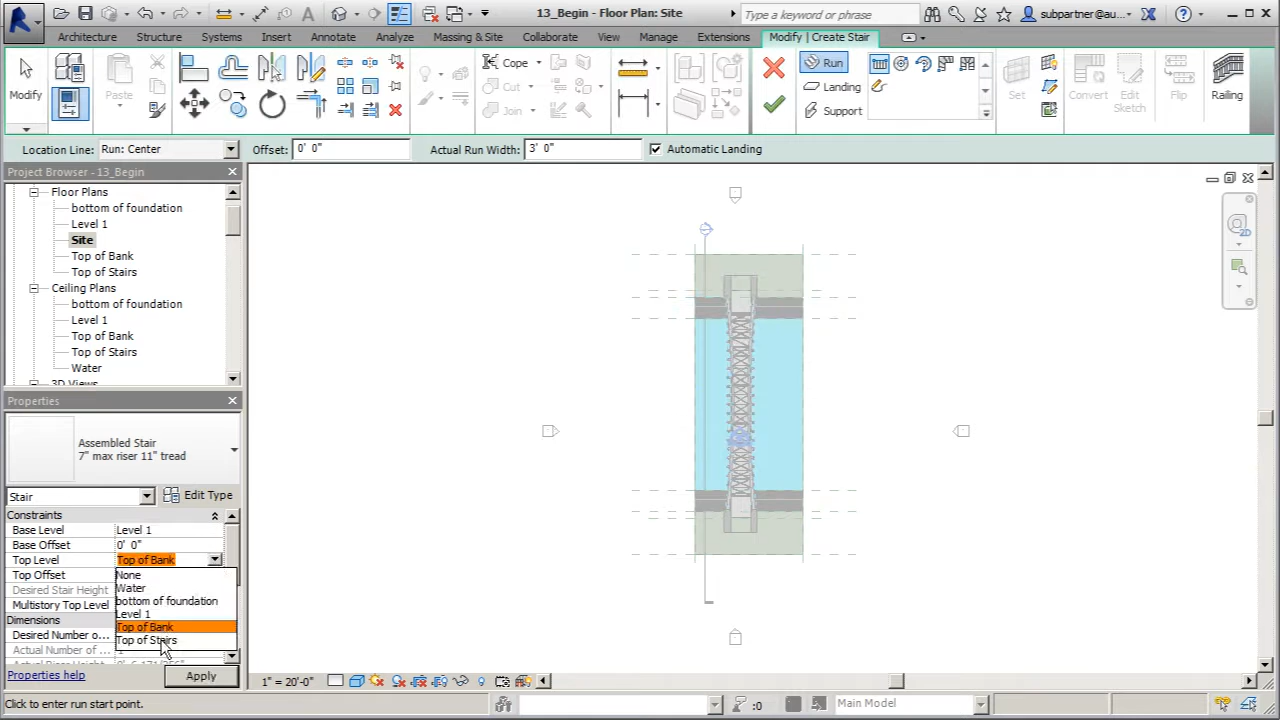 13_Begin - Floor Plan: Site
Type a keyword or phrase
subpartner@au...
Architecture Structure Systems Insert Annotate Analyze Massing & Site Collaborate View Manage Extensions Modify | Create Stair
Modify
Paste
Cope
Cut
Join
Run
Landing
Support
Set
Convert
Edit
Sketch
Flip
Railing
Location Line: Run: Center Offset: 0' 0" Actual Run Width: 3' 0" Automatic Landing
Project Browser - 13_Begin
Floor Plans
bottom of foundation
Level 1
Site
Top of Bank
Top of Stairs
Ceiling Plans
bottom of foundation
Level 1
Top of Bank
Top of Stairs
Water
3D Views
2D
Properties
Assembled Stair
7" max riser 11" tread
Stair Edit Type
Constraints
Base Level Level 1
Base Offset 0' 0"
Top Level Top of Bank
Top Offset
Desired Stair Height
Multistory Top Level
Dimensions
Desired Number o...
None
Water
bottom of foundation
Level 1
Top of Bank
Top of Stairs
Properties help Apply
1" = 20'-0"
Click to enter run start point.
:0
Main Model